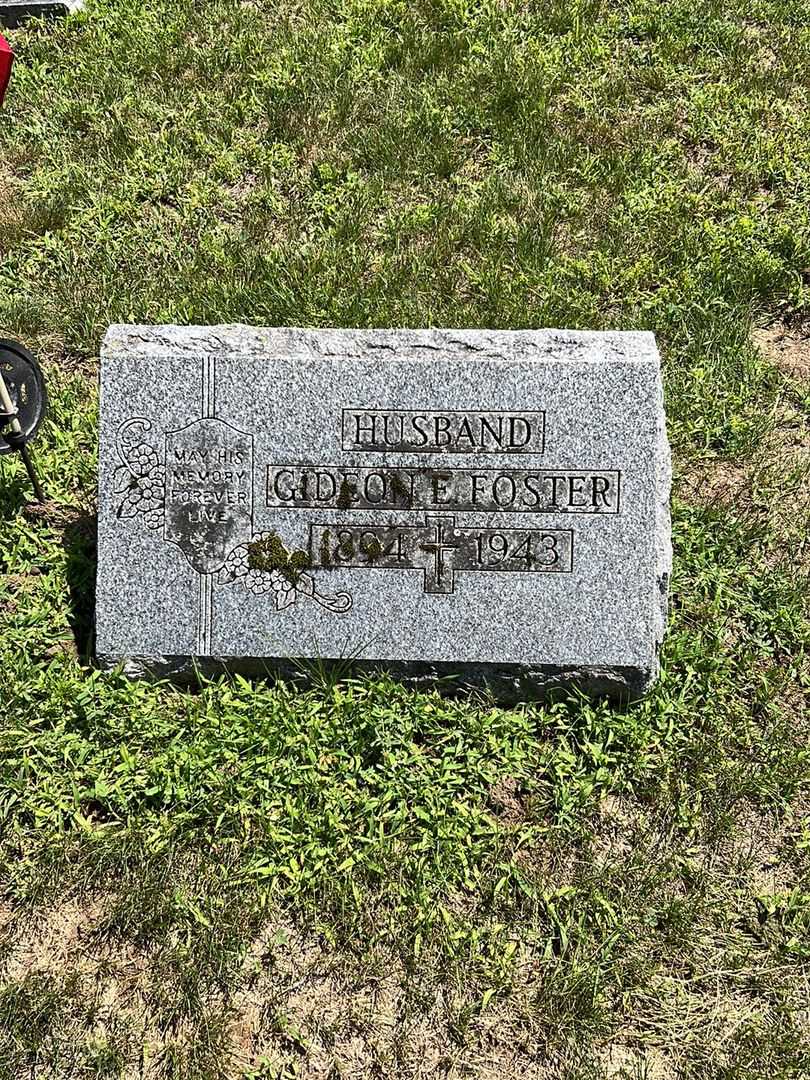 MAY HIS
MEMORY
FOREVER
LIVE
HUSBAND
GIDEON E. FOSTER
1894 1943